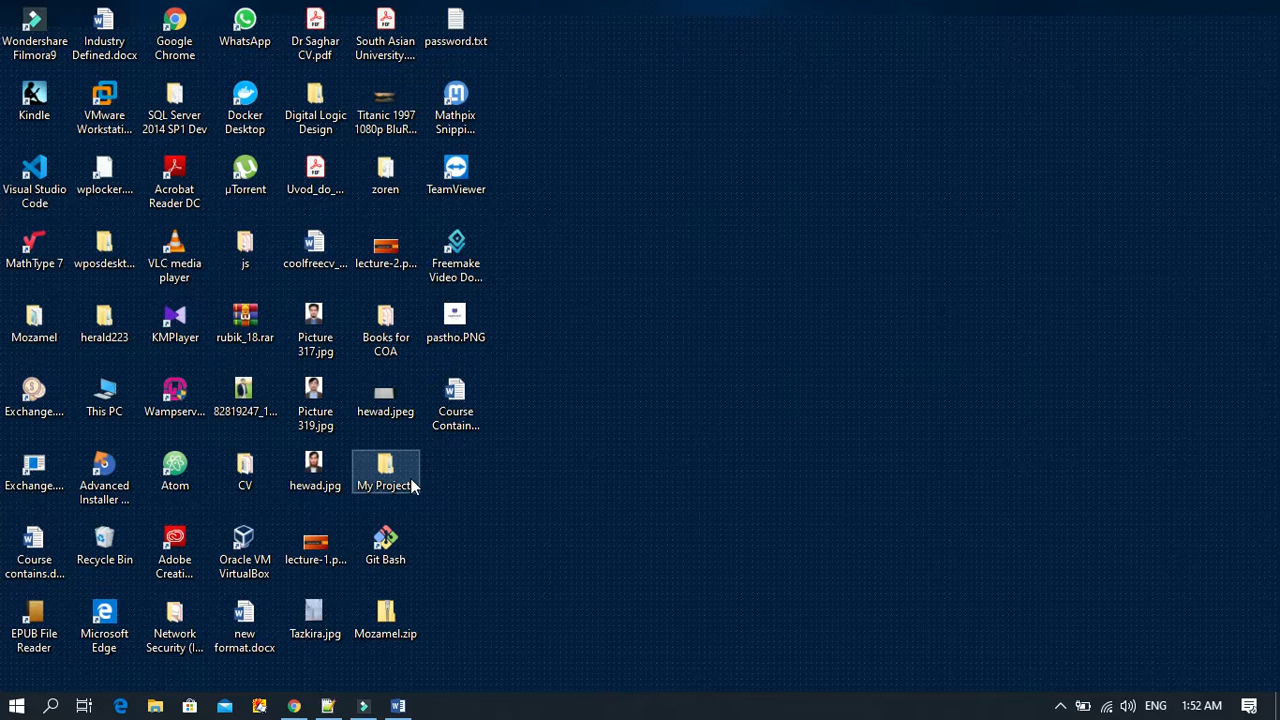 Wondershare
Filmora9
Industry
Defined.docx
Google
Chrome
WhatsApp
Dr Saghar
CV.pdf
South Asian
University....
password.txt
Kindle
VMware
Workstati...
SQL Server
2014 SP1 Dev
Docker
Desktop
Digital Logic
Design
Titanic 1997
1080p BluR...
Mathpix
Snippi...
Visual Studio
Code
wplocker....
Acrobat
Reader DC
µTorrent
Uvod_do_...
zoren
TeamViewer
MathType 7
wposdeskt...
VLC media
player
js
coolfreecv_...
lecture-2.p...
Freemake
Video Do...
Mozamel
herald223
KMPlayer
rubik_18.rar
Picture
317.jpg
Books for
COA
pastho.PNG
Exchange....
This PC
Wampserv...
82819247_1...
Picture
319.jpg
hewad.jpeg
Course
Contain...
Exchange....
Advanced
Installer ...
Atom
CV
hewad.jpg
My Project
Course
contains.d...
Recycle Bin
Adobe
Creati...
Oracle VM
VirtualBox
lecture-1.p...
Git Bash
EPUB File
Reader
Microsoft
Edge
Network
Security (I...
new
format.docx
Tazkira.jpg
Mozamel.zip
ENG
1:52 AM